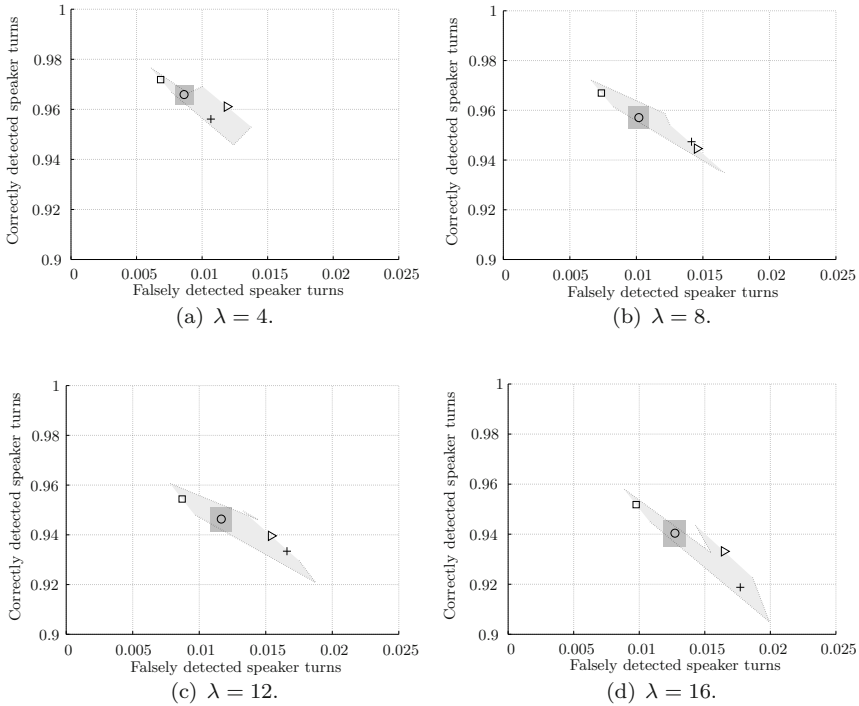 1
0.98
0.96
0.94
0.92
0.9
0 0.005 0.01 0.015 0.02 0.025
Correctly detected speaker turns
Falsely detected speaker turns
(a) λ = 4.
1
0.98
0.96
0.94
0.92
0.9
0 0.005 0.01 0.015 0.02 0.025
Correctly detected speaker turns
Falsely detected speaker turns
(b) λ = 8.
1
0.98
0.96
0.94
0.92
0.9
0 0.005 0.01 0.015 0.02 0.025
Correctly detected speaker turns
Falsely detected speaker turns
(c) λ = 12.
1
0.98
0.96
0.94
0.92
0.9
0 0.005 0.01 0.015 0.02 0.025
Correctly detected speaker turns
Falsely detected speaker turns
(d) λ = 16.